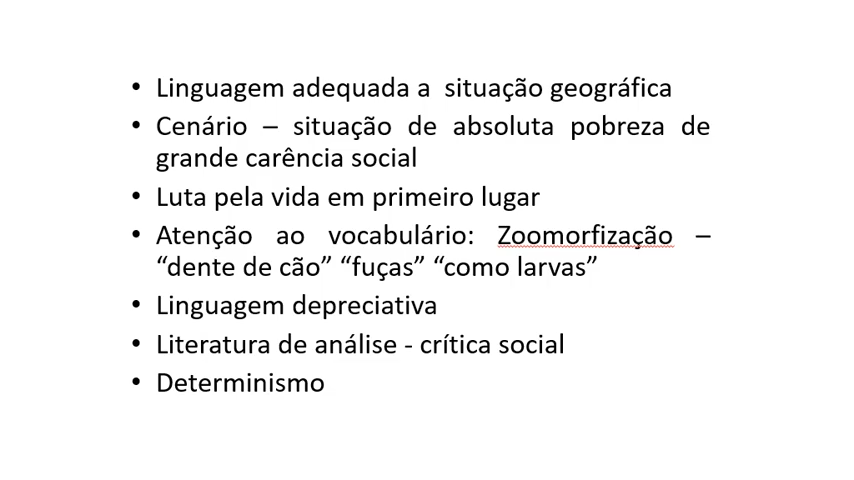 • Linguagem adequada a  situação geográfica
• Cenário – situação de absoluta pobreza de
grande carência social
• Luta pela vida em primeiro lugar
• Atenção ao vocabulário: Zoomorfização –
“dente de cão” “fuças” “como larvas”
• Linguagem depreciativa
• Literatura de análise - crítica social
• Determinismo